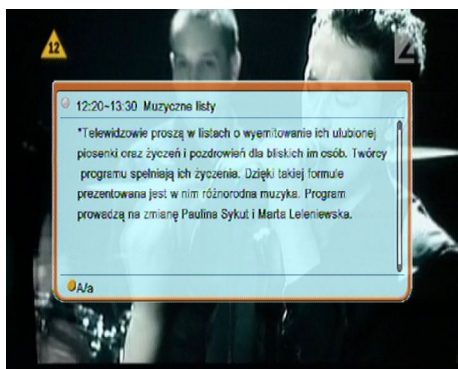 12
12:20~13:30 Muzyczne listy
"Telewidzowie proszą w listach o wyemitowanie ich ulubionej
piosenki oraz życzeń i pozdrowień dla bliskich im osób. Twórcy
programu spełniają ich życzenia. Dzięki takiej formule
prezentowana jest w nim różnorodna muzyka. Program
prowadzą na zmianę Paulina Sykut i Marta Leleniewska.
A/a